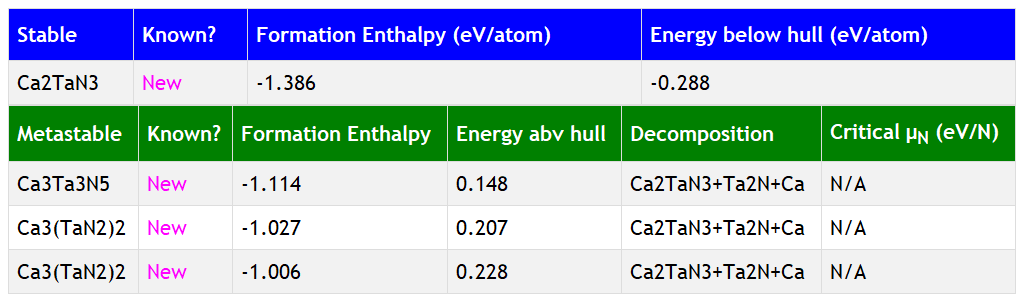 Stable Known? Formation Enthalpy (eV/atom) Energy below hull (eV/atom)
Ca2TaN3 New -1.386 -0.288
Metastable Known? Formation Enthalpy Energy abv hull Decomposition Critical μN (eV/N)
Ca3Ta3N5 New -1.114 0.148 Ca2TaN3+Ta2N+Ca N/A
Ca3(TaN2)2 New -1.027 0.207 Ca2TaN3+Ta2N+Ca N/A
Ca3(TaN2)2 New -1.006 0.228 Ca2TaN3+Ta2N+Ca N/A